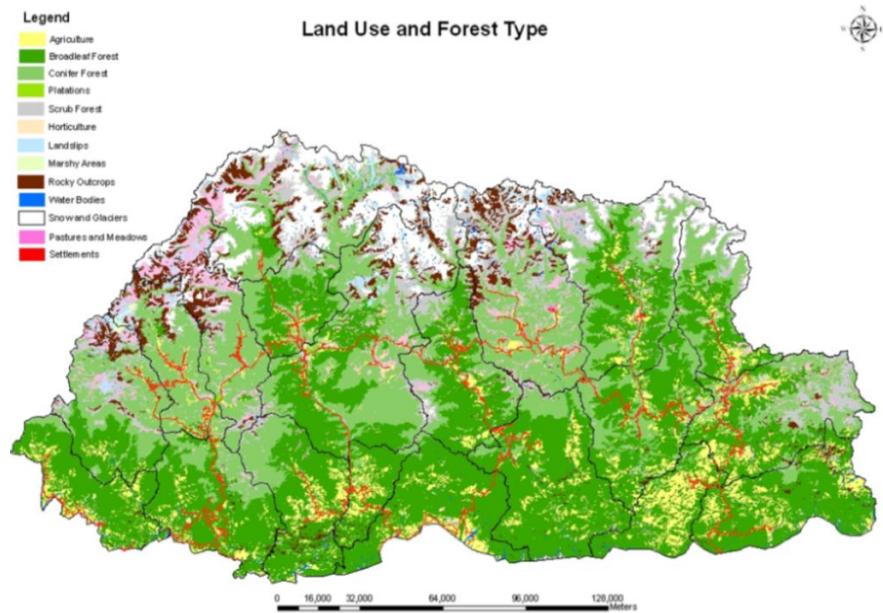 Legend
Land Use and Forest Type
Agriculture
Broadleaf Forest
Conifer Forest
Platations
Scrub Forest
Horticulture
Landslips
Marshy Areas
Rocky Outcrops
Water Bodies
Snow and Glaciers
Pastures and Meadows
Settlements
0 16,000 32,000 64,000 96,000 128,000
Meters